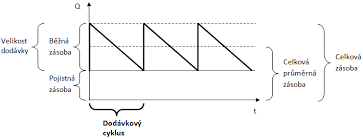 Q
Velikost
dodávky
Běžná
zásoba
Pojistná
zásoba
Celková
průměrná
zásoba
Celková
zásoba
t
Dodávkový
cyklus